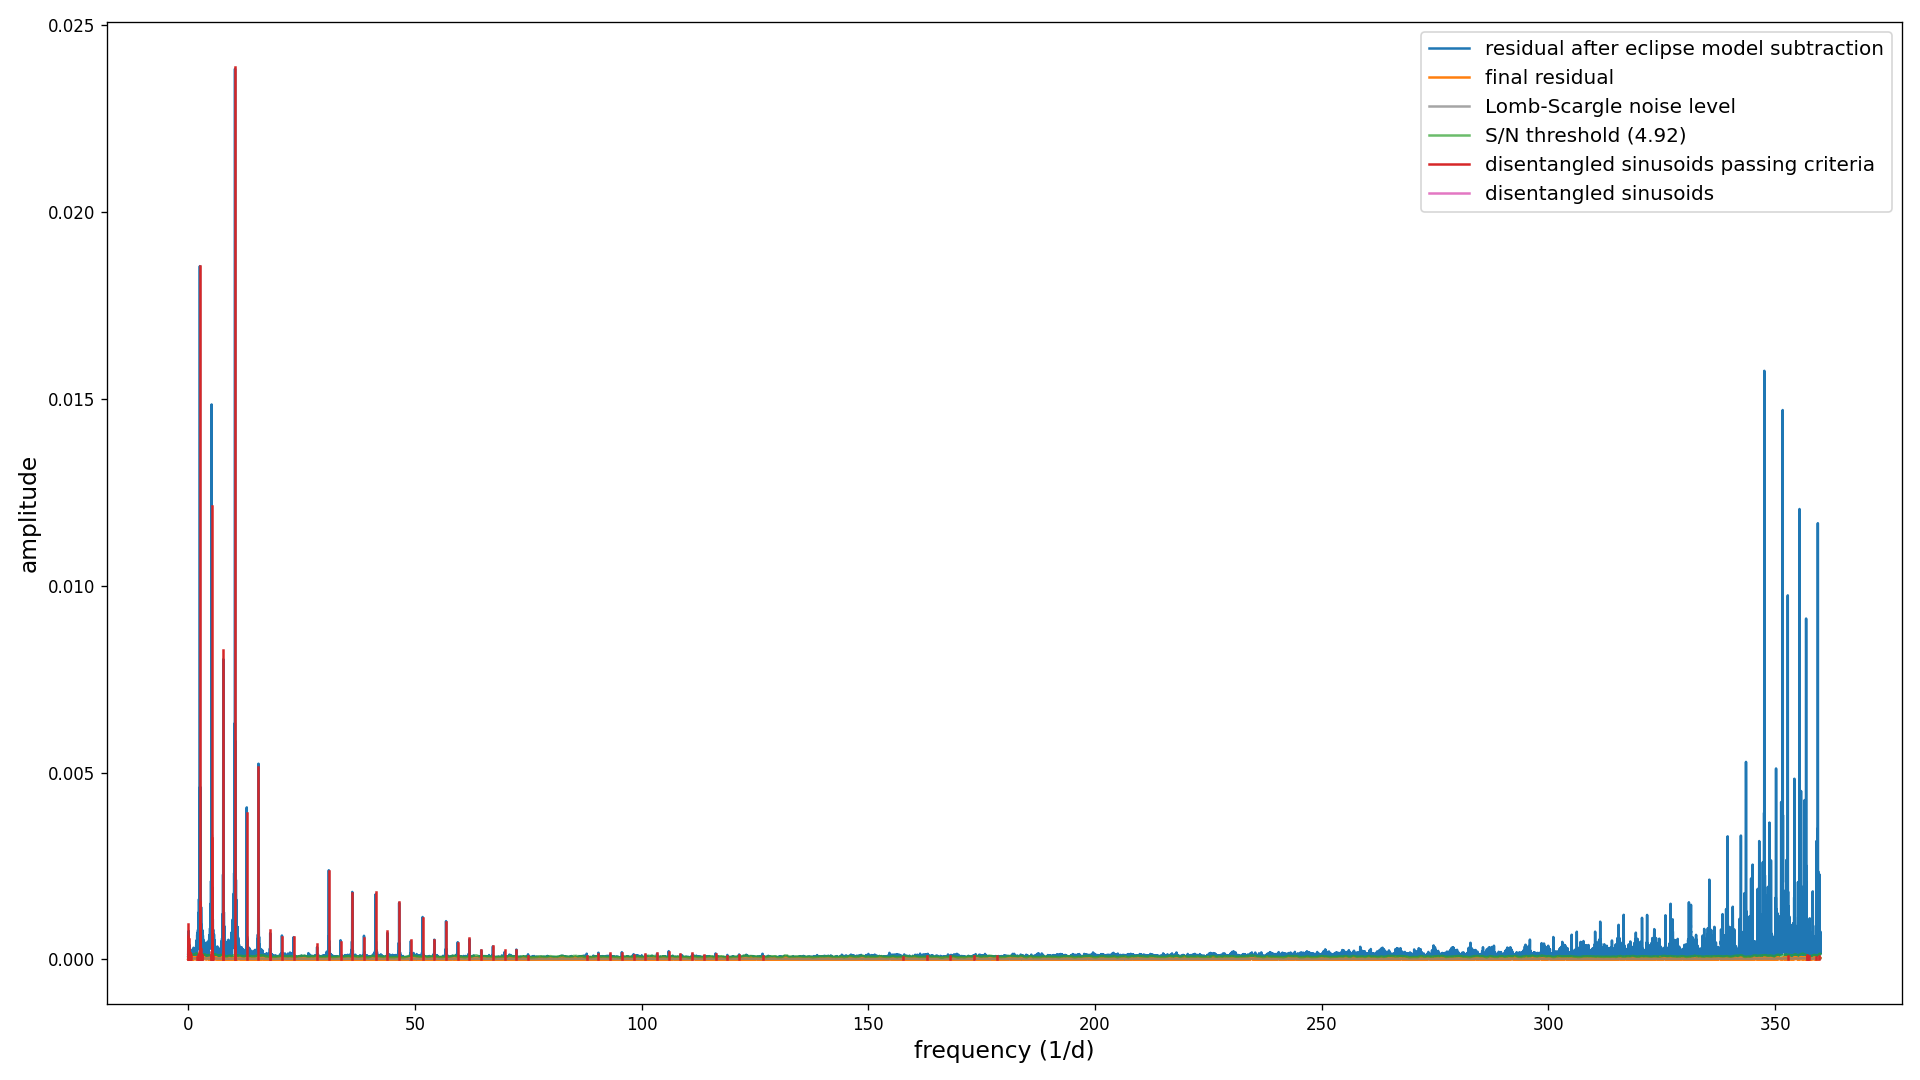 residual after eclipse model subtraction
final residual
Lomb-Scargle noise level
S/N threshold (4.92)
disentangled sinusoids passing criteria
disentangled sinusoids
amplitude
0.025
0.020
0.015
0.010
0.005
0.000
0 50 100 150 200 250 300 350
frequency (1/d)